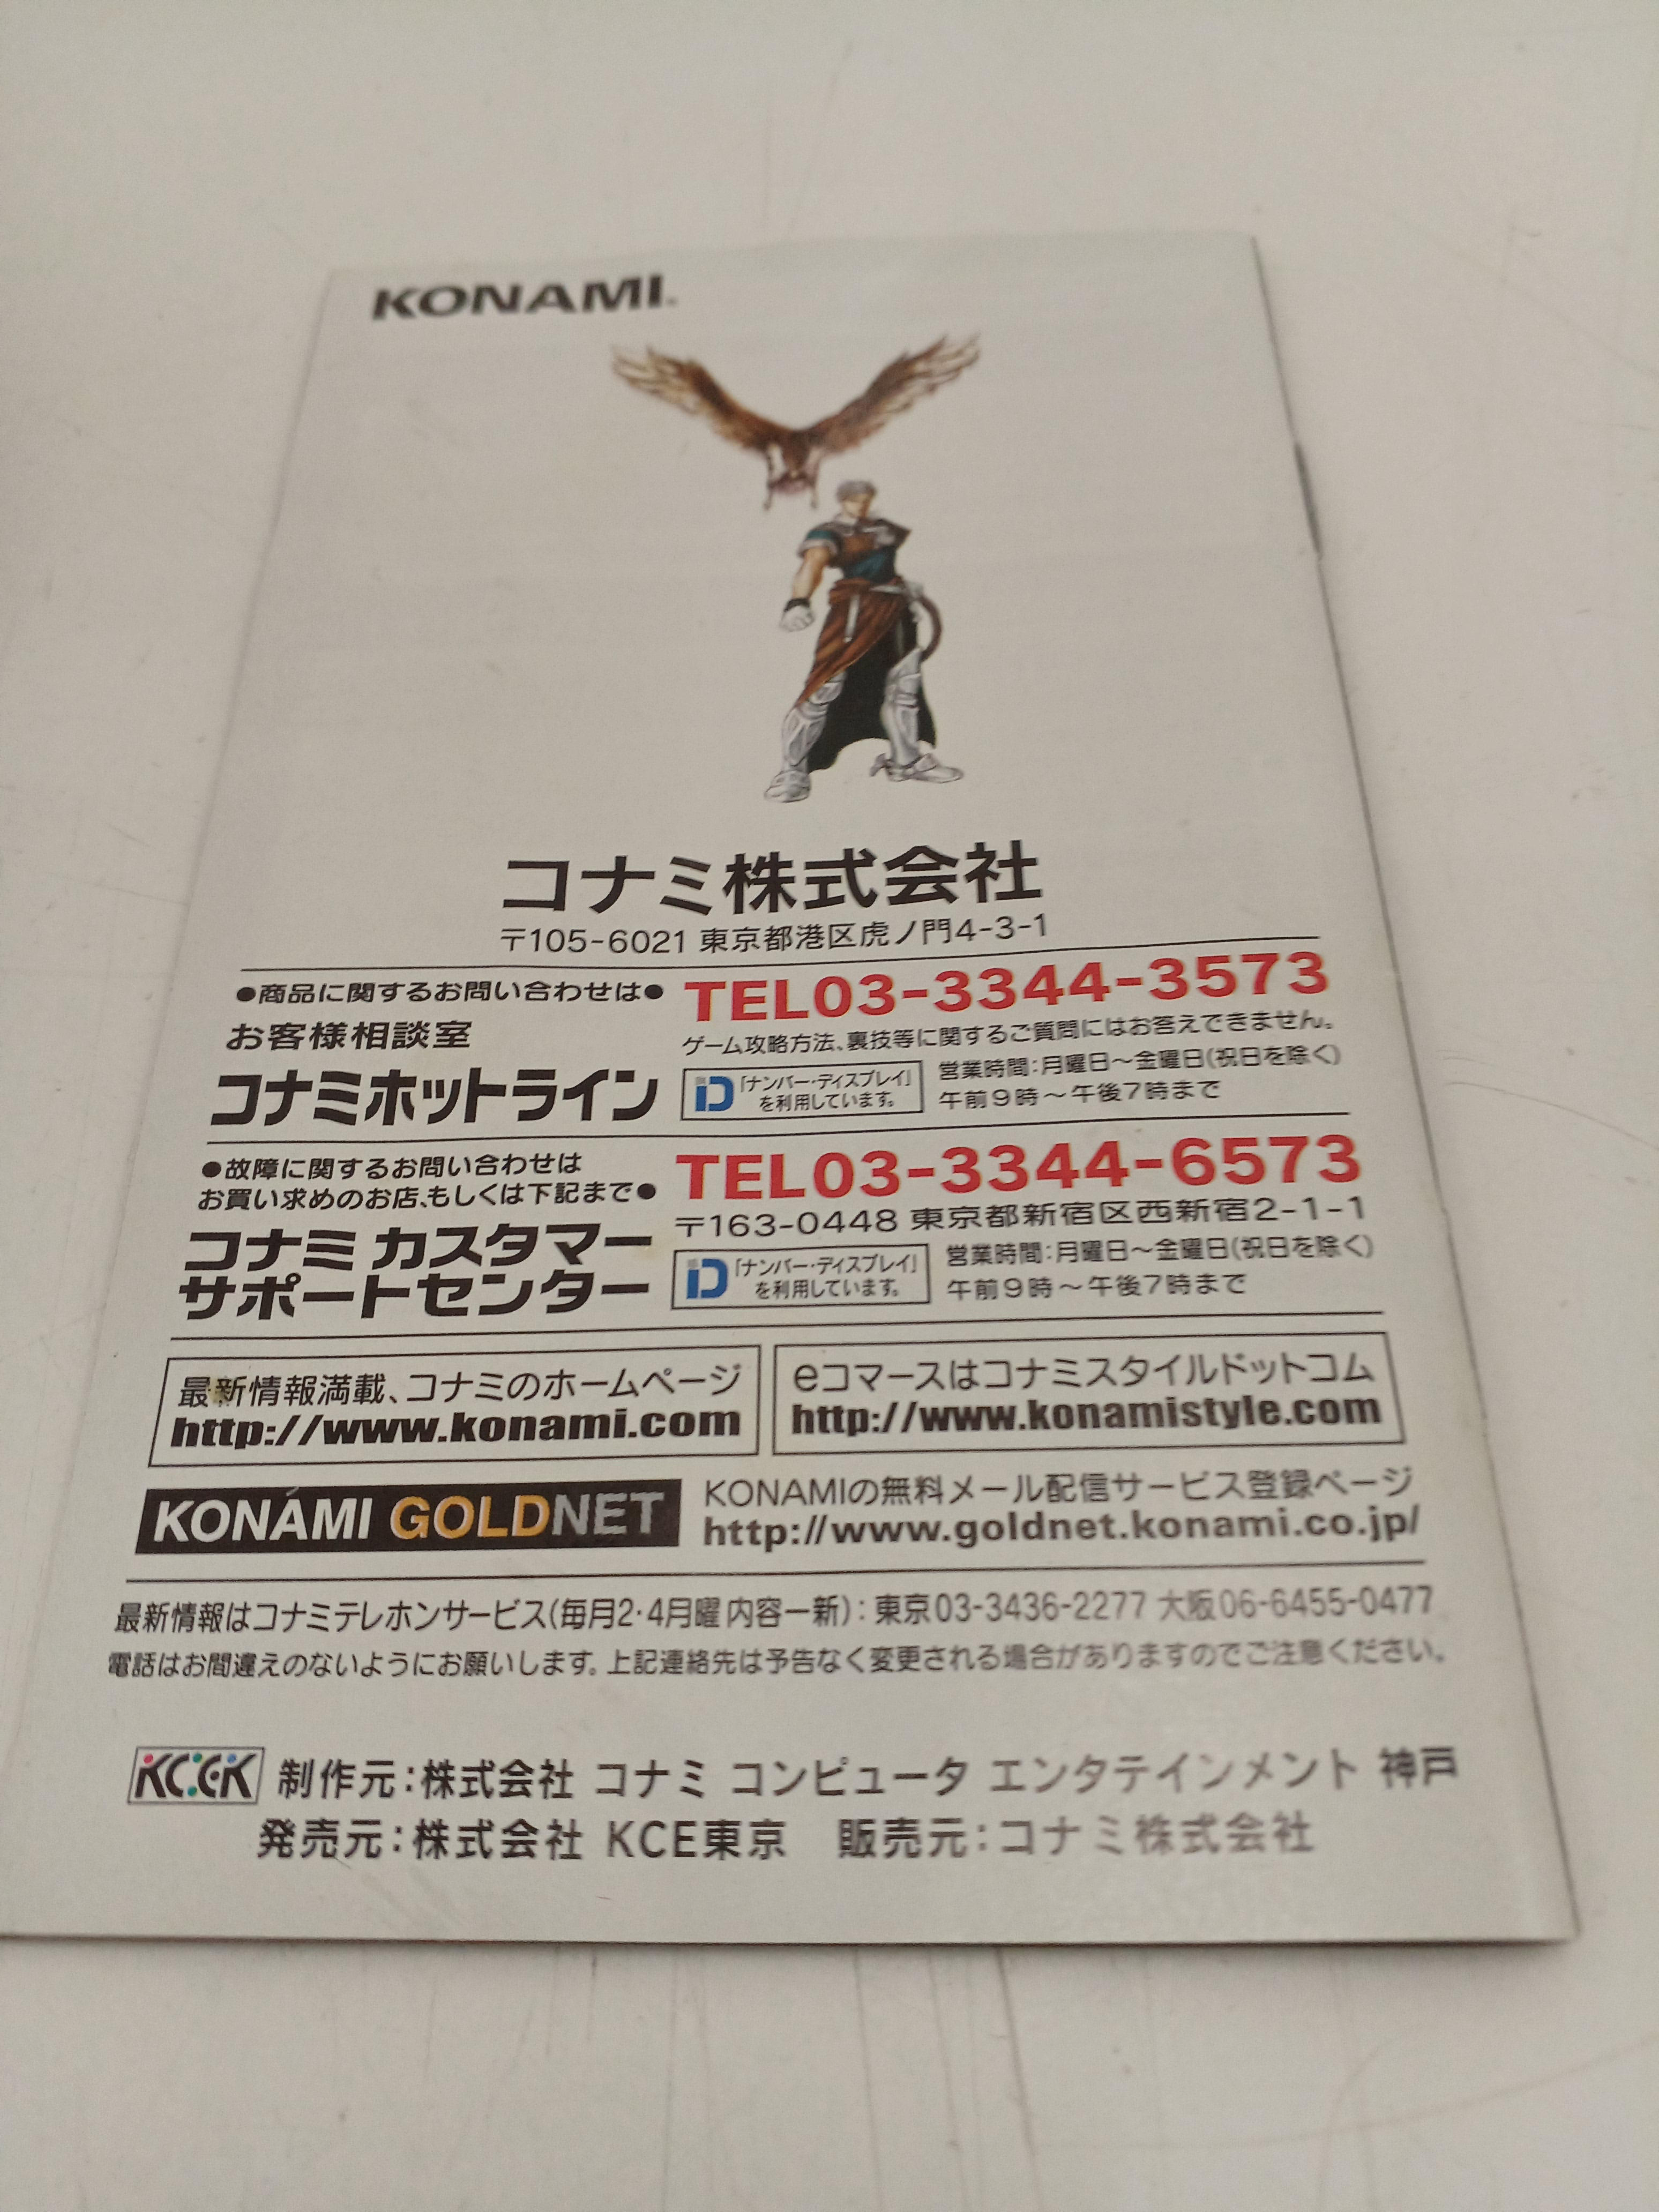 KONAMI
コナミ株式会社
〒105-6021 東京都港区虎ノ門4-3-1
●商品に関するお問い合わせは●
お客様相談室
コナミホットライン
TEL03-3344-3573
ゲーム攻略方法、裏技等に関するご質問にはお答えできません。
「ナンバー・ディスプレイ」
を利用しています。
営業時間:月曜日〜金曜日(祝日を除く)
午前9時〜午後7時まで
●故障に関するお問い合わせは
お買い求めのお店、もしくは下記まで●
コナミ カスタマー
サポートセンター
TEL03-3344-6573
〒163-0448 東京都新宿区西新宿2-1-1
「ナンバー・ディスプレイ」
を利用しています。
営業時間:月曜日〜金曜日(祝日を除く)
午前9時〜午後7時まで
最新情報満載、コナミのホームページ
http://www.konami.com
eコマースはコナミスタイルドットコム
http://www.konamistyle.com
KONAMI GOLDNET
KONAMIの無料メール配信サービス登録ページ
http://www.goldnet.konami.co.jp/
最新情報はコナミテレホンサービス(毎月2・4月曜 内容一新):東京03-3436-2277 大阪06-6455-0477
電話はお間違えのないようにお願いします。上記連絡先は予告なく変更される場合がありますのでご注意ください。
KCEK 制作元:株式会社 コナミ コンピュータ エンタテインメント 神戸
発売元:株式会社 KCE東京 販売元:コナミ株式会社